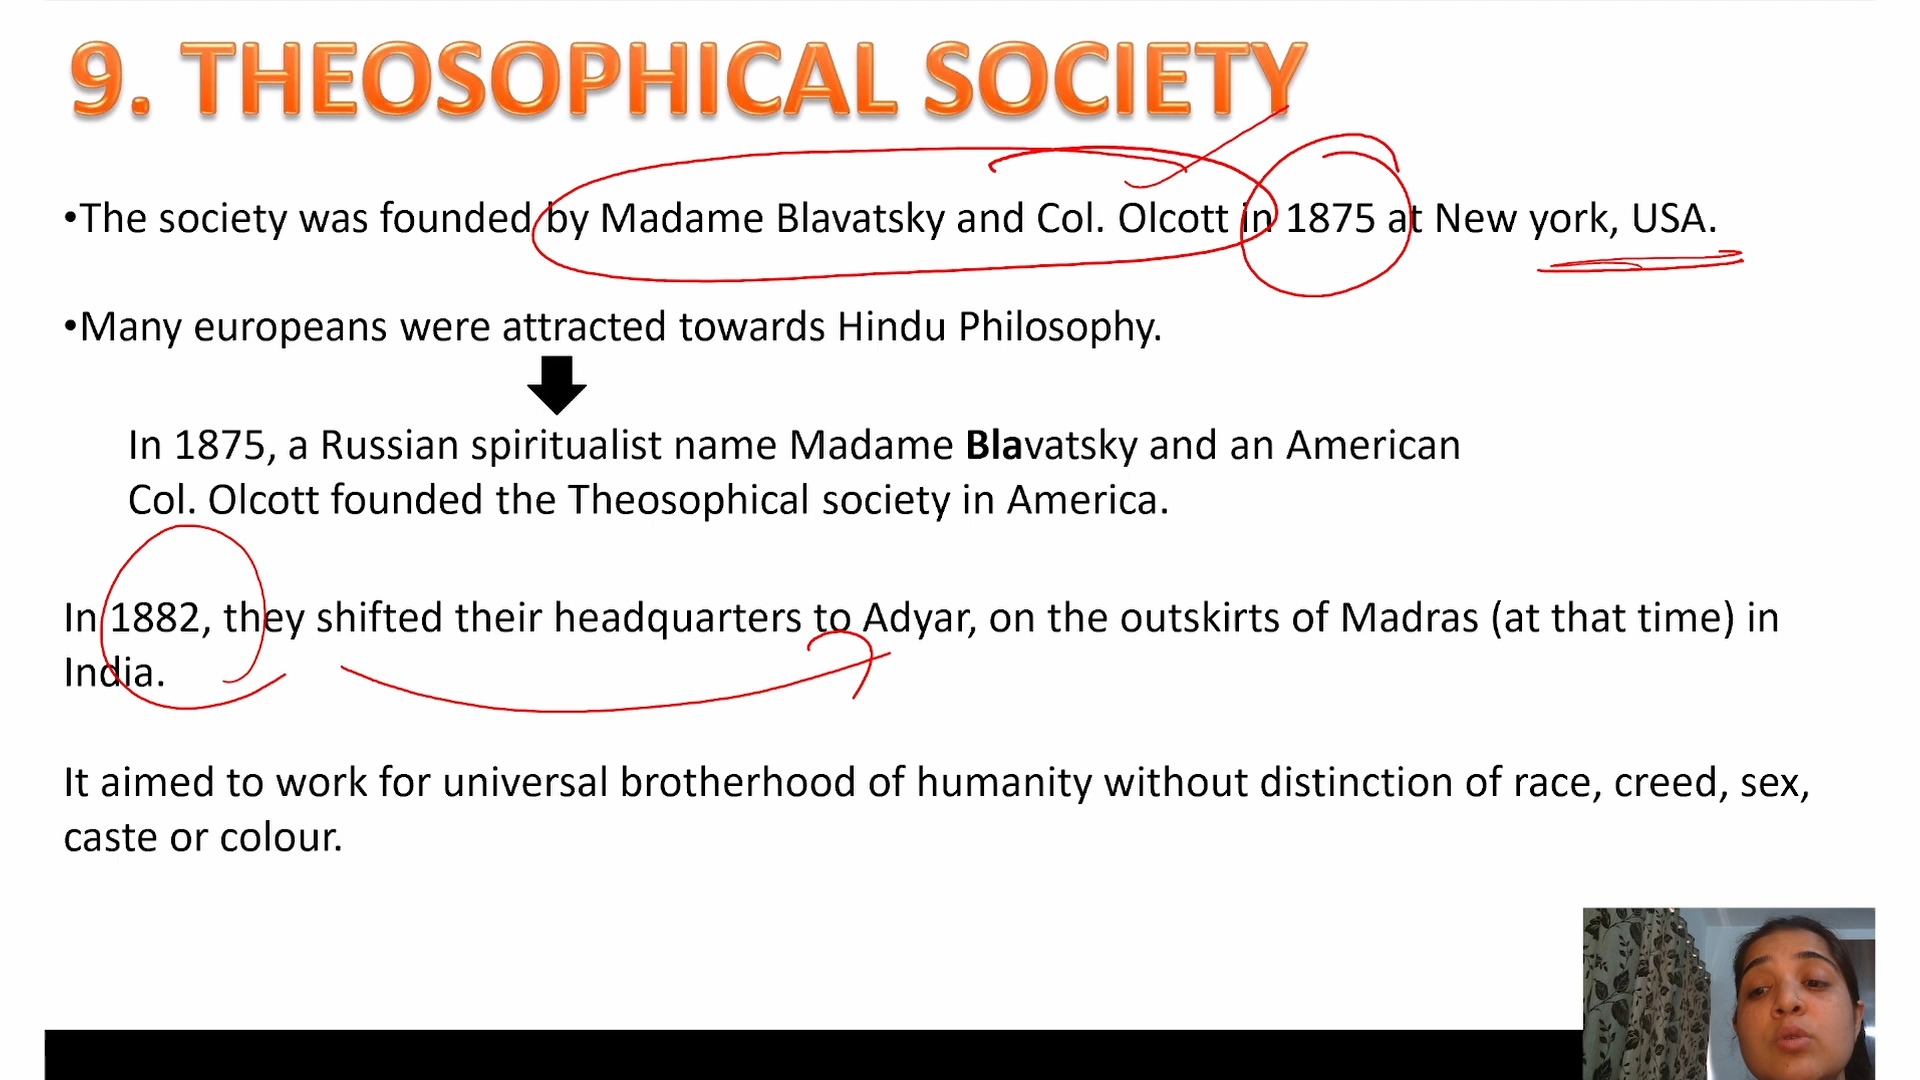 9. THEOSOPHICAL SOCIETY
•The society was founded by Madame Blavatsky and Col. Olcott in 1875 at New york, USA.
•Many europeans were attracted towards Hindu Philosophy.
In 1875, a Russian spiritualist name Madame Blavatsky and an American
Col. Olcott founded the Theosophical society in America.
In 1882, they shifted their headquarters to Adyar, on the outskirts of Madras (at that time) in
India.
It aimed to work for universal brotherhood of humanity without distinction of race, creed, sex,
caste or colour.